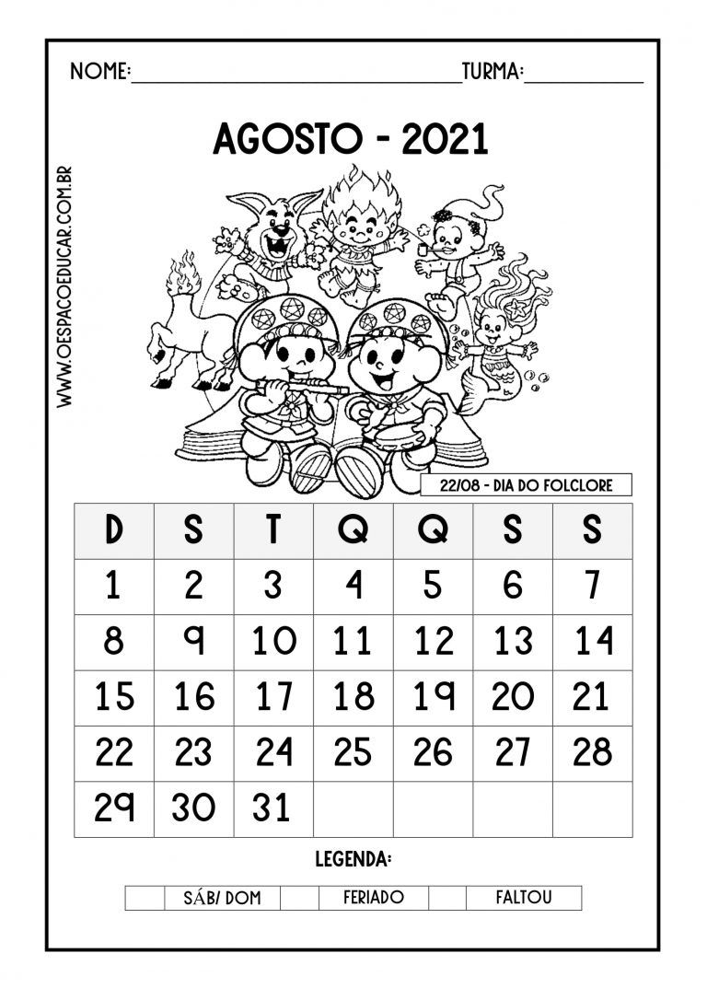 NOME:____________________TURMA:________
AGOSTO - 2021
WWW.OESPACOEDUCAR.COM.BR
22/08 - DIA DO FOLCLORE
D S T Q Q S S
1 2 3 4 5 6 7
8 9 10 11 12 13 14
15 16 17 18 19 20 21
22 23 24 25 26 27 28
29 30 31
LEGENDA:
SÁB/ DOM FERIADO FALTOU